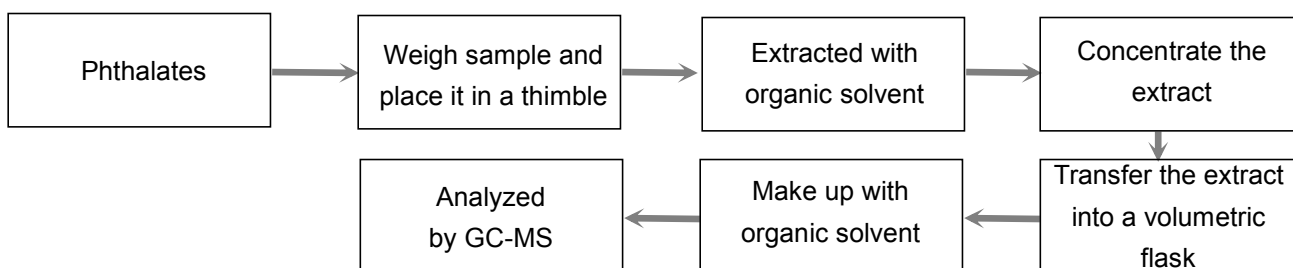 Phthalates
Weigh sample and
place it in a thimble
Extracted with
organic solvent
Concentrate the
extract
Transfer the extract
into a volumetric
flask
Make up with
organic solvent
Analyzed
by GC-MS